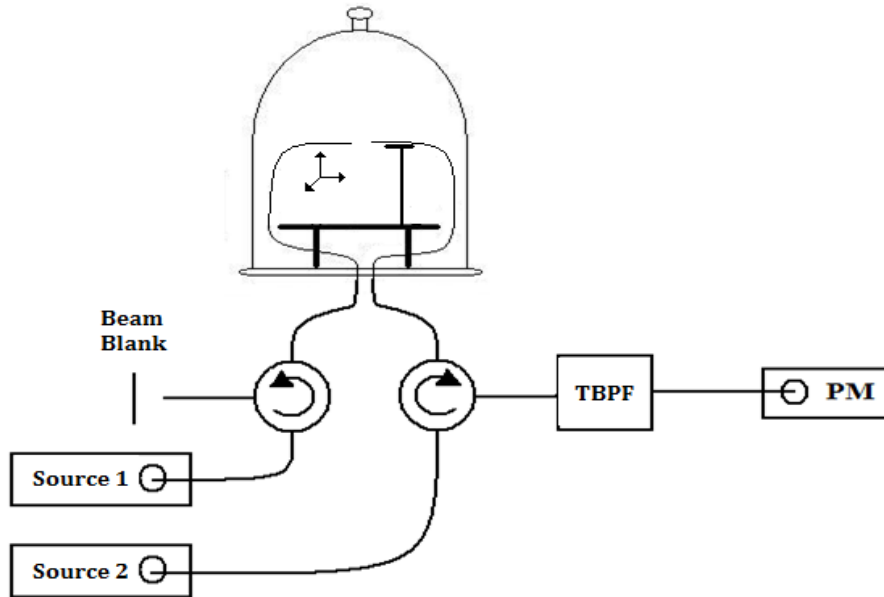 Beam
Blank
TBPF
PM
Source 1
Source 2